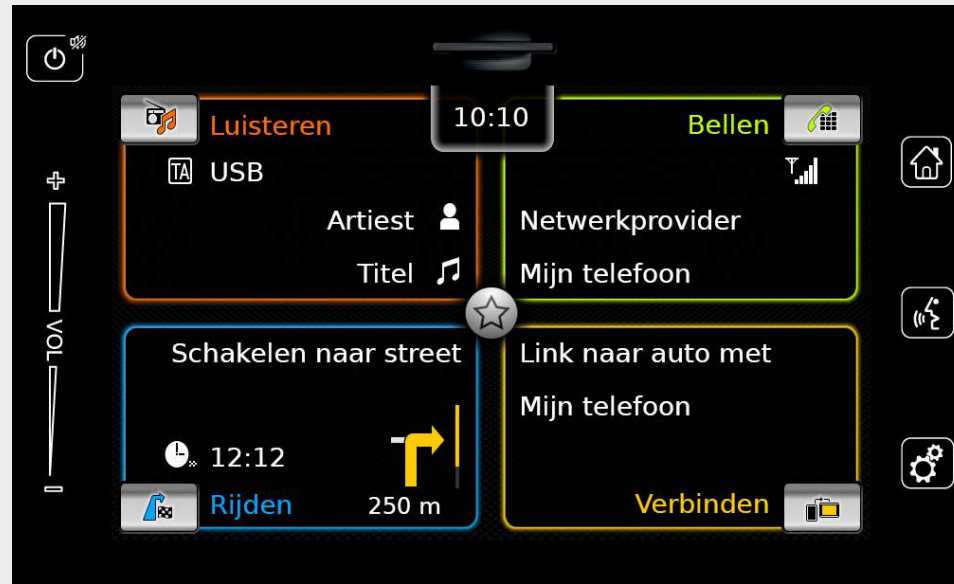 10:10
Luisteren
TA USB
Artiest
Titel
Bellen
Netwerkprovider
Mijn telefoon
VOL
Schakelen naar street
12:12
Rijden
250 m
Link naar auto met
Mijn telefoon
Verbinden